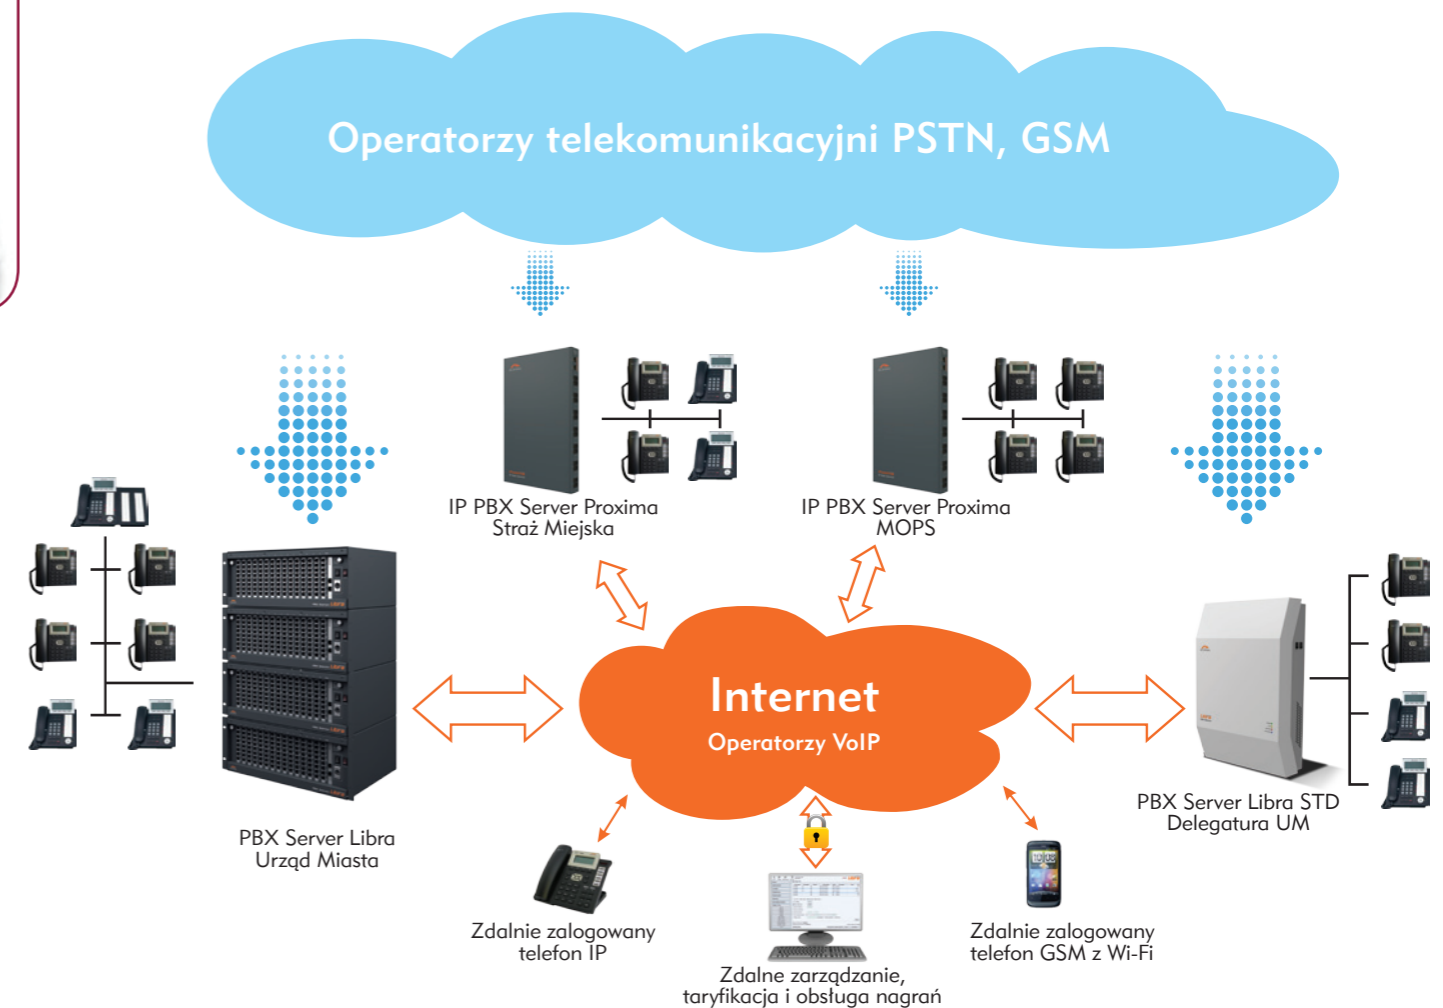 Operatorzy telekomunikacyjni PSTN, GSM
IP PBX Server Proxima
Straż Miejska
IP PBX Server Proxima
MOPS
Internet
Operatorzy VoIP
PBX Server Libra
Urząd Miasta
PBX Server Libra STD
Delegatura UM
Zdalnie zalogowany
telefon IP
Zdalne zarządzanie,
taryfikacja i obsługa nagrań
Zdalnie zalogowany
telefon GSM z Wi-Fi